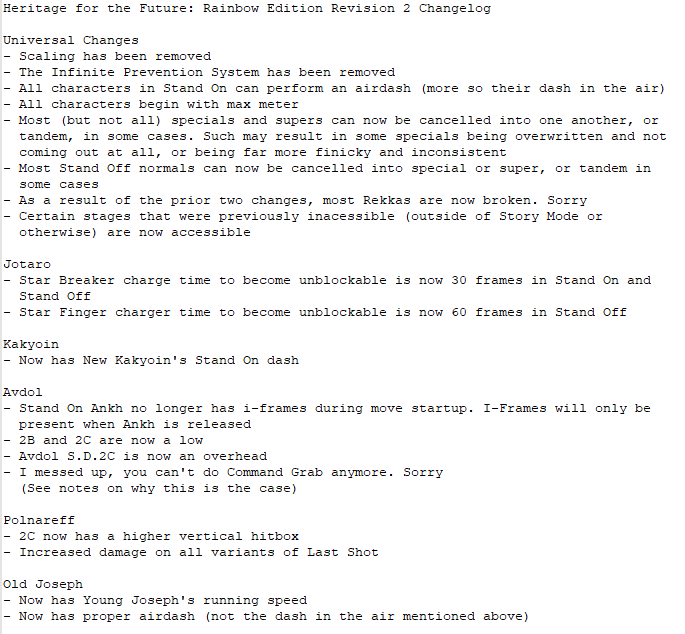 Heritage for the Future: Rainbow Edition Revision 2 Changelog
Universal Changes
- Scaling has been removed
- The Infinite Prevention System has been removed
- All characters in Stand On can perform an airdash (more so their dash in the air)
- All characters begin with max meter
- Most (but not all) specials and supers can now be cancelled into one another, or
tandem, in some cases. Such may result in some specials being overwritten and not
coming out at all, or being far more finicky and inconsistent
- Most Stand Off normals can now be cancelled into special or super, or tandem in
some cases
- As a result of the prior two changes, most Rekkas are now broken. Sorry
- Certain stages that were previously inacessible (outside of Story Mode or
otherwise) are now accessible
Jotaro
- Star Breaker charge time to become unblockable is now 30 frames in Stand On and
Stand Off
- Star Finger charger time to become unblockable is now 60 frames in Stand Off
Kakyoin
- Now has New Kakyoin's Stand On dash
Avdol
- Stand On Ankh no longer has i-frames during move startup. I-Frames will only be
present when Ankh is released
- 2B and 2C are now a low
- Avdol S.D.2C is now an overhead
- I messed up, you can't do Command Grab anymore. Sorry
(See notes on why this is the case)
Polnareff
- 2C now has a higher vertical hitbox
- Increased damage on all variants of Last Shot
Old Joseph
- Now has Young Joseph's running speed
- Now has proper airdash (not the dash in the air mentioned above)